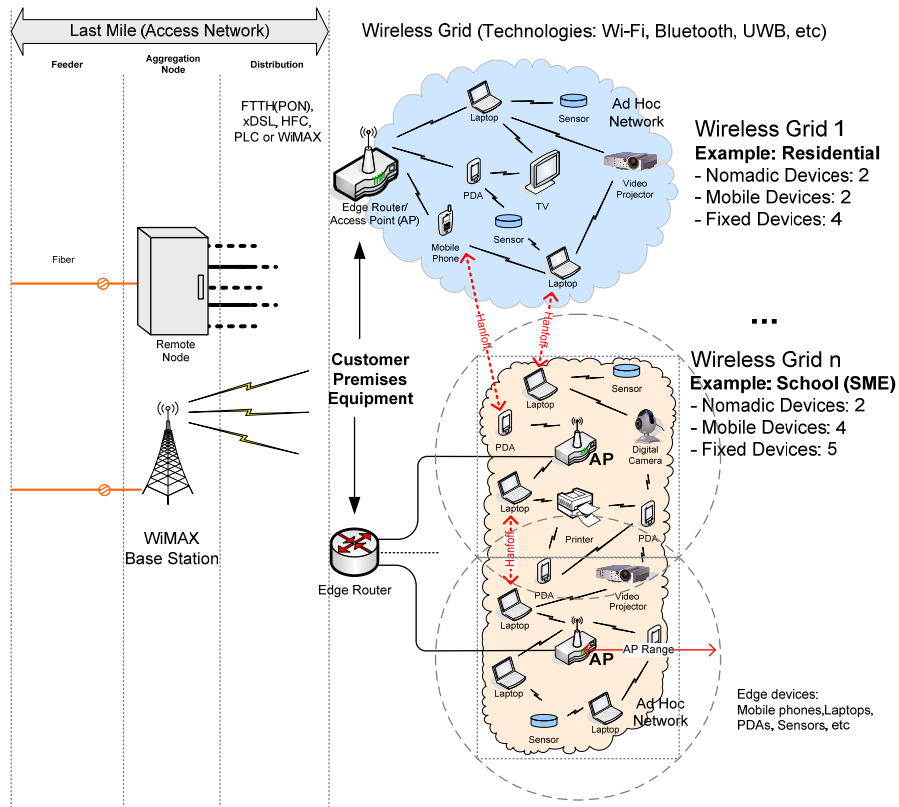 Last Mile (Access Network)
Wireless Grid (Technologies: Wi-Fi, Bluetooth, UWB, etc)
Feeder
Aggregation
Node
Distribution
FTTH(PON),
xDSL, HFC,
PLC or WiMAX
Edge Router/
Access Point (AP)
Laptop
Sensor
Ad Hoc
Network
PDA
TV
Video
Projector
Mobile
Phone
Sensor
Laptop
Wireless Grid 1
Example: Residential
- Nomadic Devices: 2
- Mobile Devices: 2
- Fixed Devices: 4
Fiber
Remote
Node
Hanfoff
Hanfoff
...
Customer
Premises
Equipment
Wireless Grid n
Example: School (SME)
- Nomadic Devices: 2
- Mobile Devices: 4
- Fixed Devices: 5
Laptop
Sensor
PDA
AP
Digital
Camera
Laptop
Printer
PDA
Hanfoff
WiMAX
Base Station
Edge Router
PDA
Video
Projector
Laptop
AP
AP Range
Laptop
Sensor
Laptop
Ad Hoc
Network
Edge devices:
Mobile phones,Laptops,
PDAs, Sensors, etc